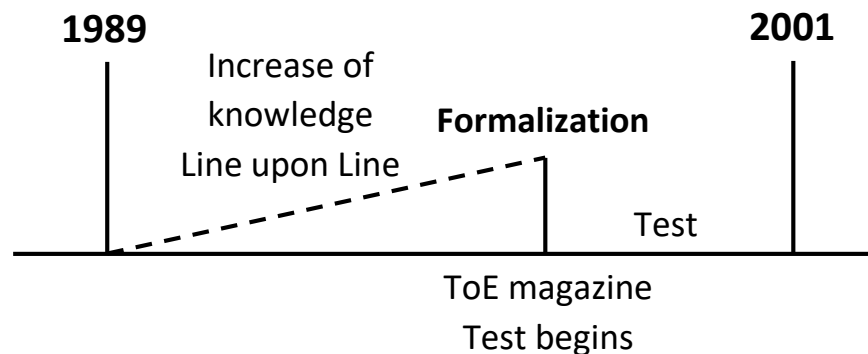 1989
2001
Increase of
knowledge
Line upon Line
Formalization
Test
ToE magazine
Test begins